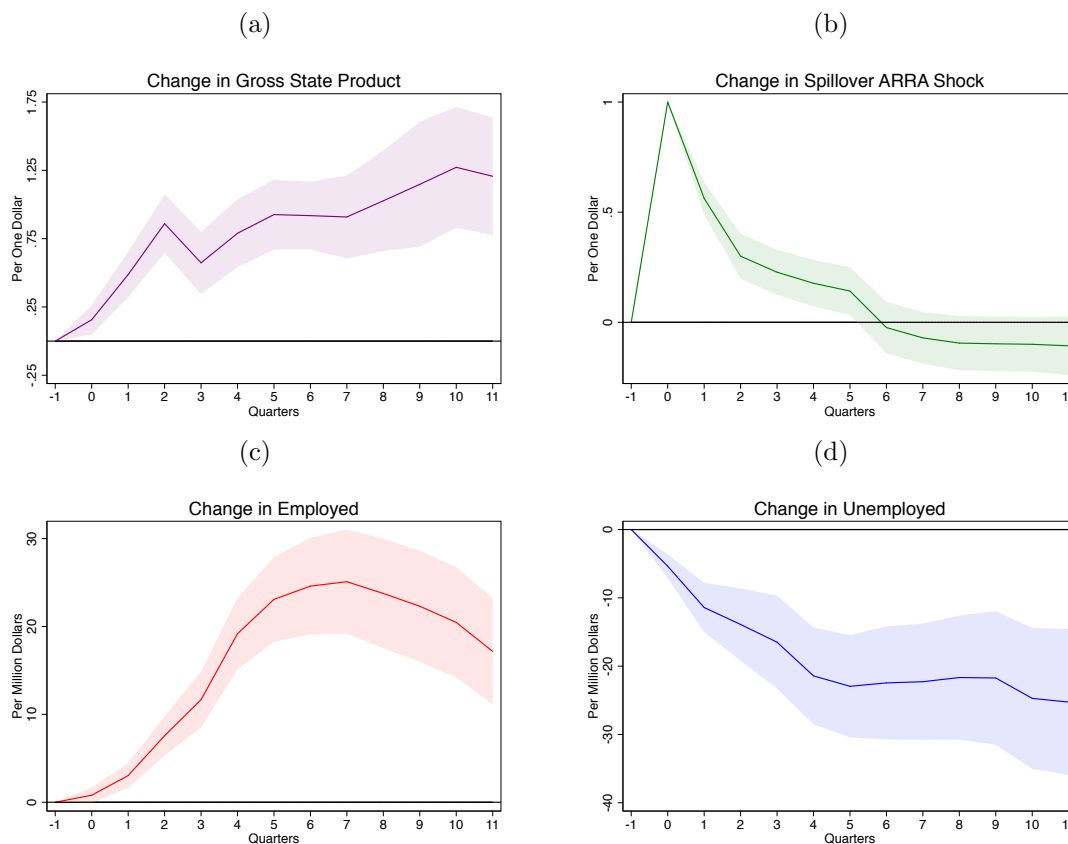 (a)
Change in Gross State Product
Per One Dollar
1.75
1.25
.75
.25
-.25
-1 0 1 2 3 4 5 6 7 8 9 10 11
Quarters
(b)
Change in Spillover ARRA Shock
Per One Dollar
1
.5
0
-1 0 1 2 3 4 5 6 7 8 9 10
Quarters
(c)
Change in Employed
Per Million Dollars
30
20
10
0
-1 0 1 2 3 4 5 6 7 8 9 10 11
Quarters
(d)
Change in Unemployed
Per Million Dollars
0
-10
-20
-30
-40
-1 0 1 2 3 4 5 6 7 8 9 10
Quarters